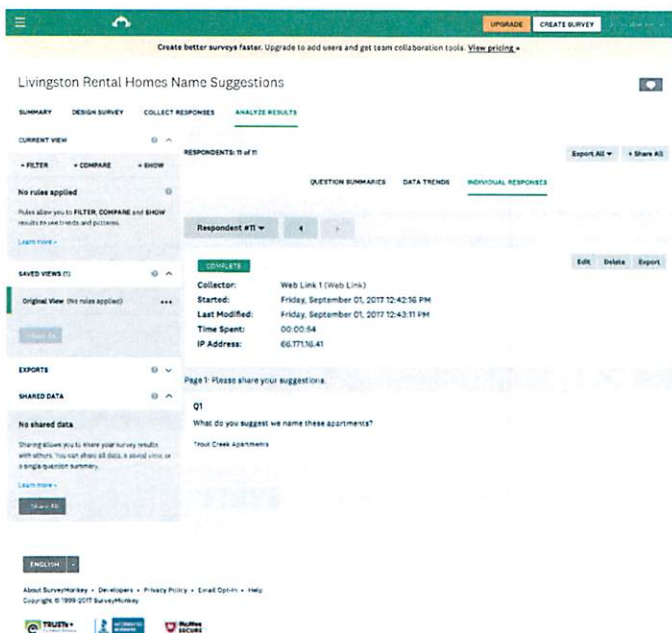 UPGRADE
CREATE SURVEY
Create better surveys faster. Upgrade to add users and get team collaboration tools. View pricing »
Livingston Rental Homes Name Suggestions
SUMMARY
DESIGN SURVEY
COLLECT RESPONSES
ANALYZE RESULTS
CURRENT VIEW
+ FILTER
+ COMPARE
+ SHOW
No rules applied
Rules allow you to FILTER, COMPARE and SHOW
results to see trends and patterns.
Learn more »
SAVED VIEWS (1)
Original View (No rules applied)
EXPORTS
SHARED DATA
No shared data
Sharing allows you to share your survey results
with others. You can share all data, a saved view, or
a single question summary.
Learn more »
Share All
RESPONDENTS: 11 of 11
Export All
+ Share All
QUESTION SUMMARIES
DATA TRENDS
INDIVIDUAL RESPONSES
Respondent #11
COMPLETE
Edit
Delete
Export
Collector: Web Link 1 (Web Link)
Started: Friday, September 01, 2017 12:42:16 PM
Last Modified: Friday, September 01, 2017 12:43:11 PM
Time Spent: 00:00:54
IP Address: 66.171.16.41
Page 1: Please share your suggestions.
Q1
What do you suggest we name these apartments?
Trout Creek Apartments
ENGLISH
About SurveyMonkey • Developers • Privacy Policy • Email Opt-In • Help
Copyright © 1999-2017 SurveyMonkey
TRUSTe
ACCREDITED
BUSINESS
McAfee
SECURE